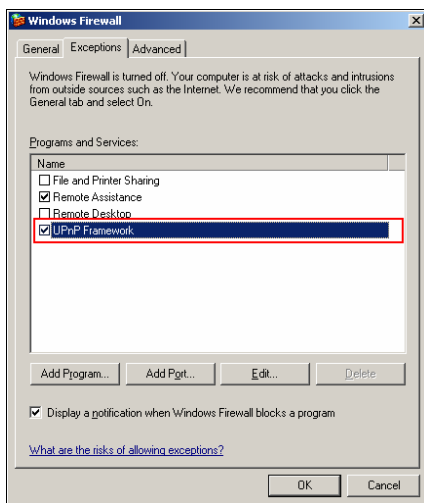 Windows Firewall
General Exceptions Advanced
Windows Firewall is turned off. Your computer is at risk of attacks and intrusions
from outside sources such as the Internet. We recommend that you click the
General tab and select On.
Programs and Services:
Name
File and Printer Sharing
Remote Assistance
Remote Desktop
UPnP Framework
Add Program... Add Port... Edit... Delete
Display a notification when Windows Firewall blocks a program
What are the risks of allowing exceptions?
OK Cancel